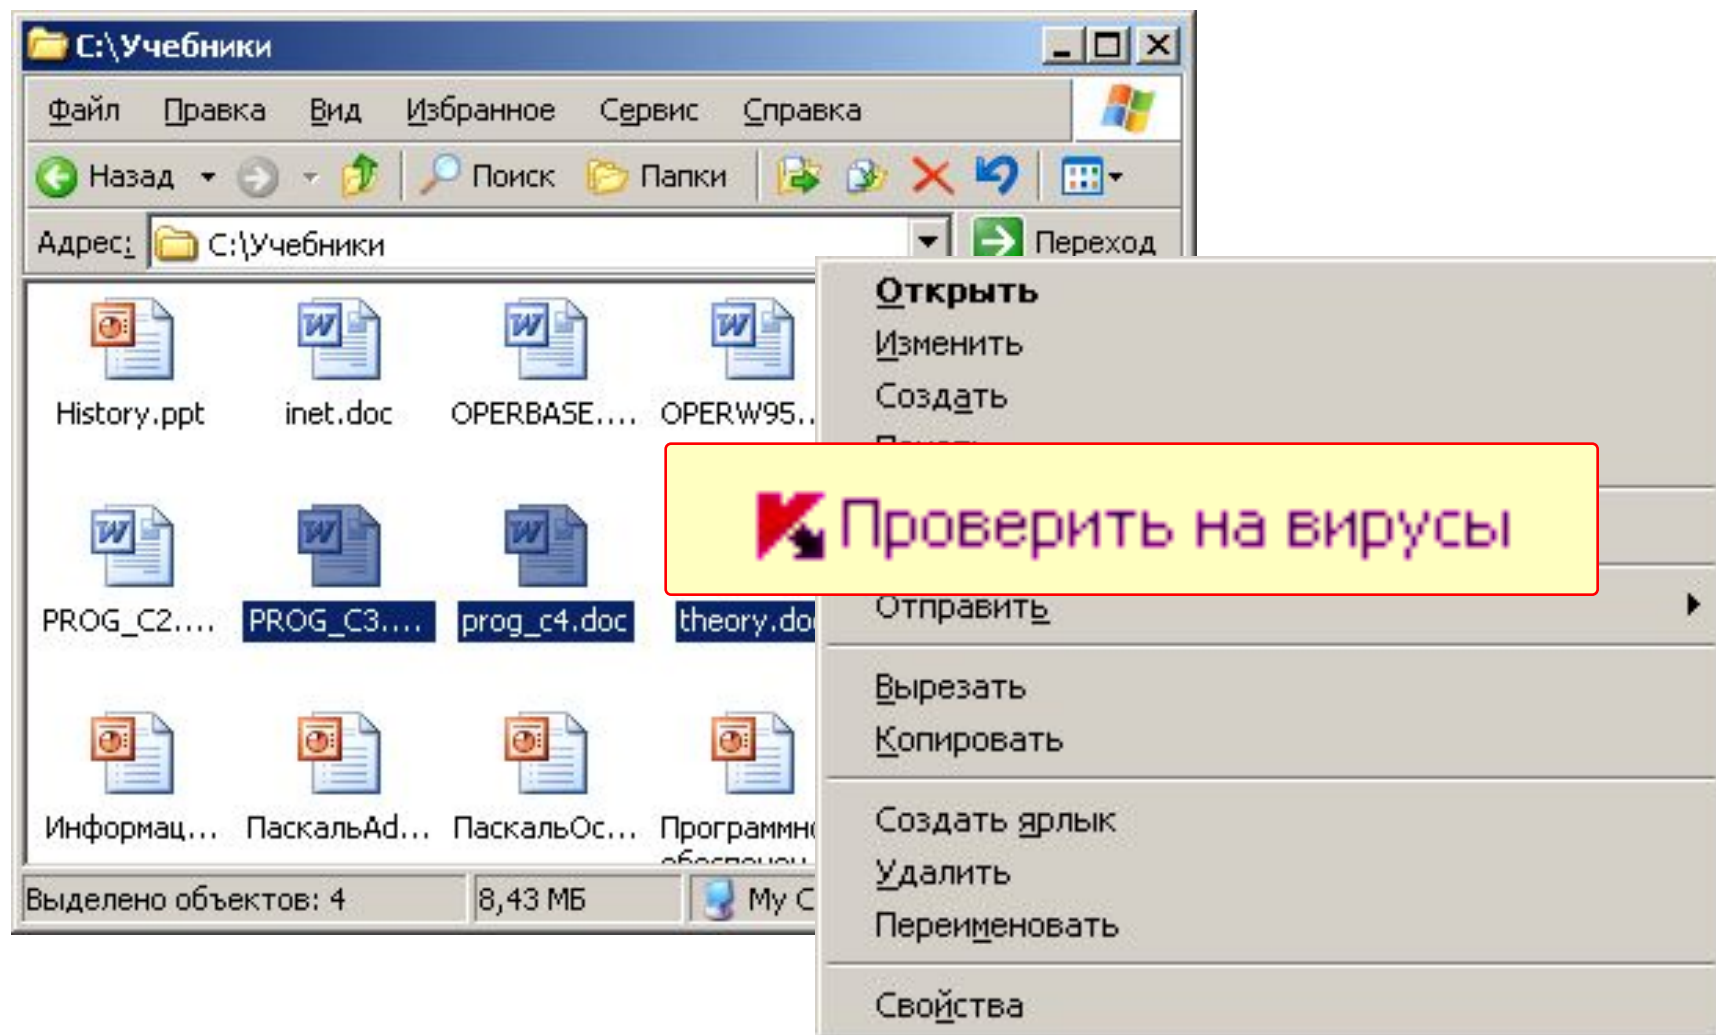 C:\Учебники
Файл Правка Вид Избранное Сервис Справка
Назад Поиск Папки
Адрес: C:\Учебники Переход
History.ppt inet.doc OPERBASE.... OPERW95..
PROG_C2.... PROG_C3.... prog_c4.doc theory.do
Информац... ПаскальAd... ПаскальОс... Программно
Выделено объектов: 4 8,43 МБ My C
Открыть
Изменить
Создать
Проверить на вирусы
Отправить
Вырезать
Копировать
Создать ярлык
Удалить
Переименовать
Свойства